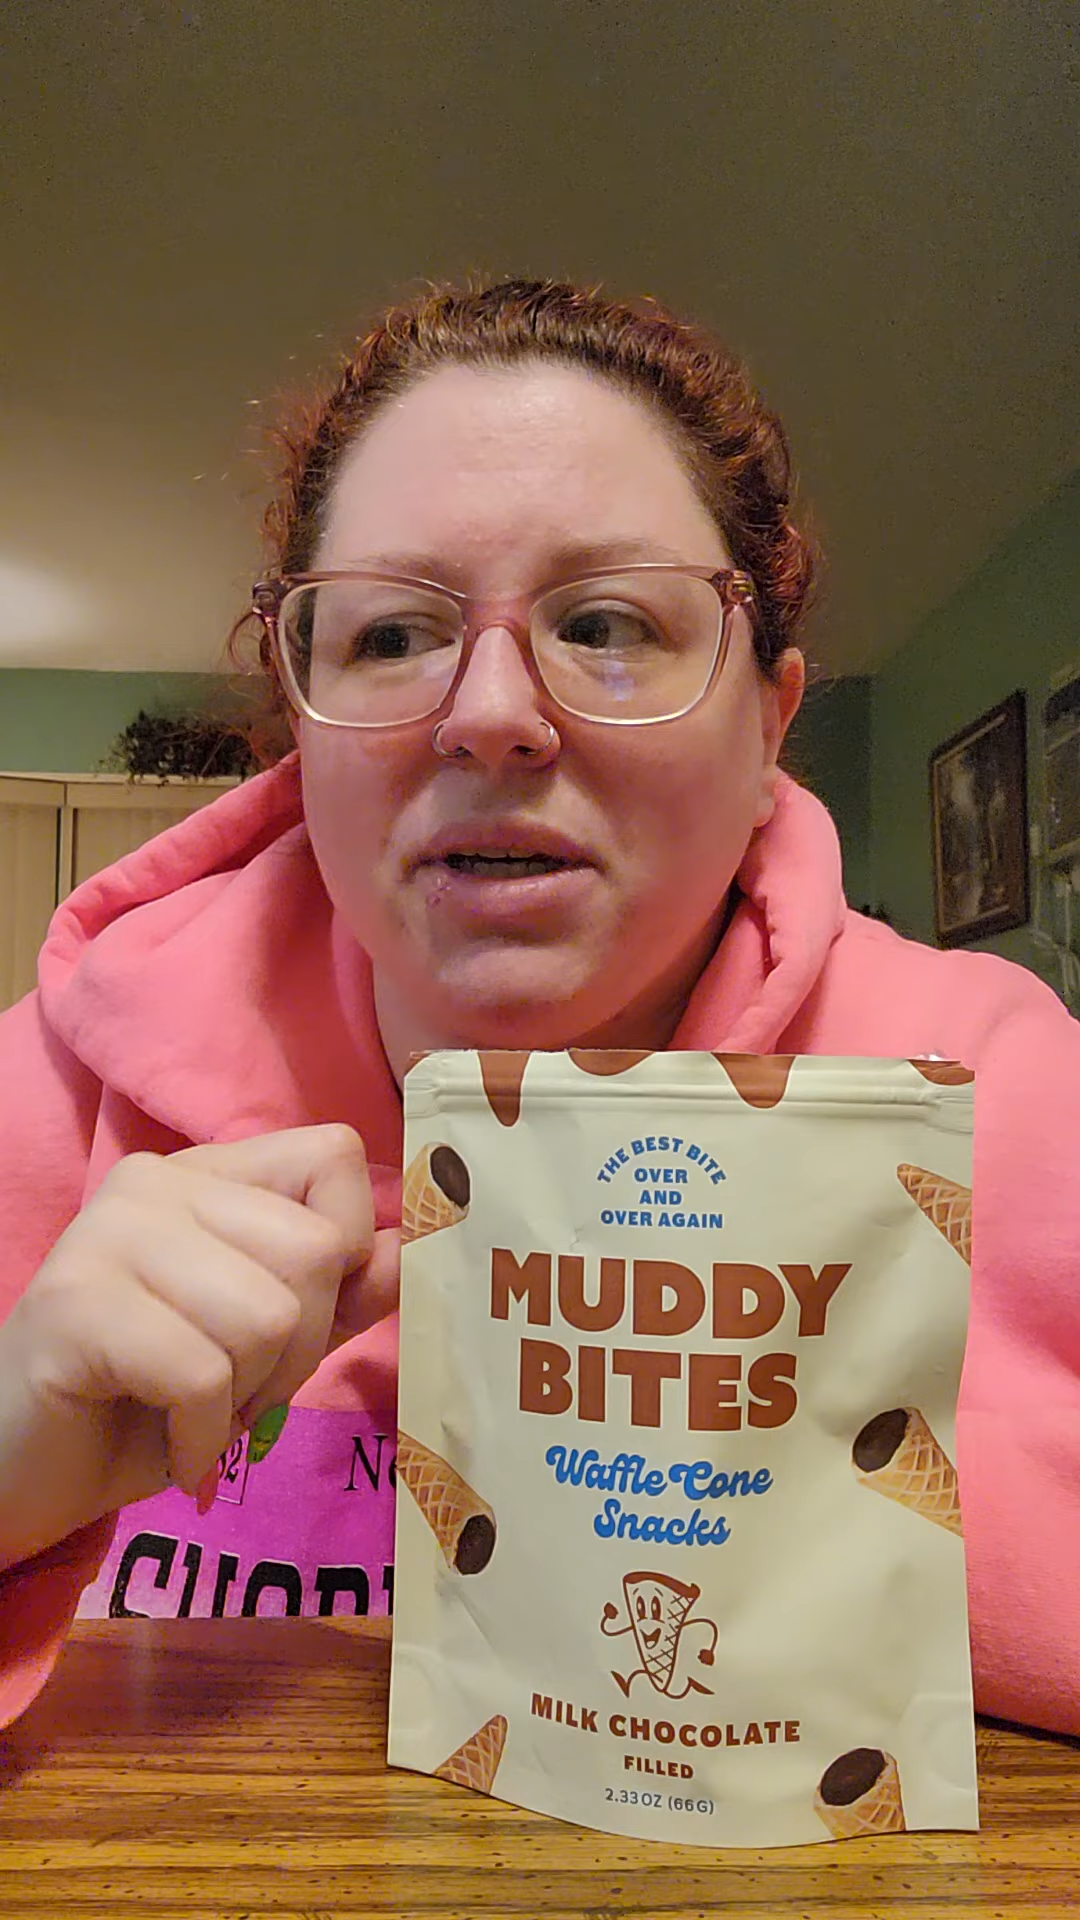 THE BEST BITE
OVER
AND
OVER AGAIN
MUDDY
BITES
Waffle Cone
Snacks
MILK CHOCOLATE
FILLED
2.33 OZ (66G)